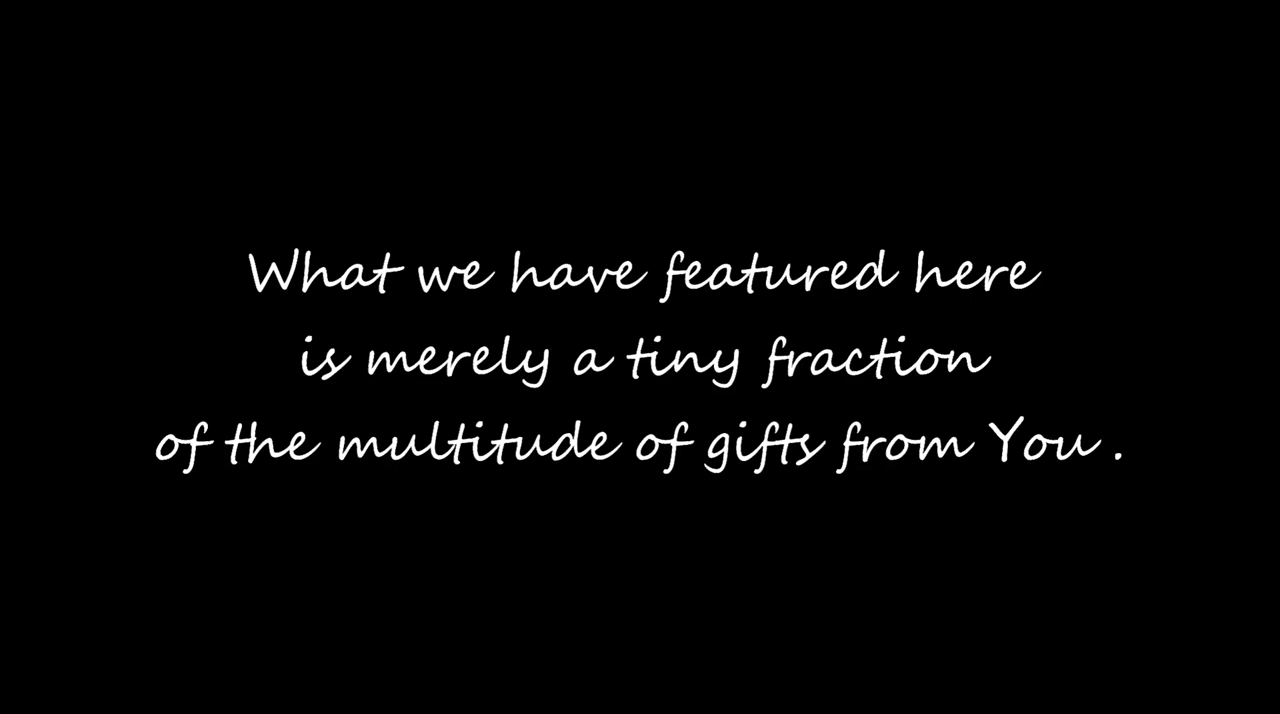 What we have featured here
is merely a tiny fraction
of the multitude of gifts from You .